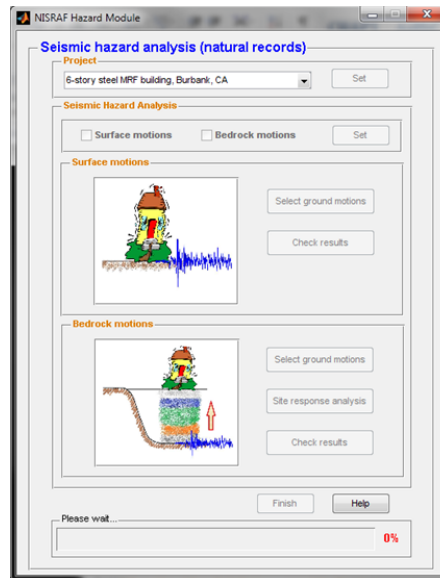 NISRAF Hazard Module
Seismic hazard analysis (natural records)
Project
6-story steel MRF building, Burbank, CA
Set
Seismic Hazard Analysis
Surface motions
Bedrock motions
Set
Surface motions
Select ground motions
Check results
Bedrock motions
Select ground motions
Site response analysis
Check results
Finish
Help
Please wait...
0%